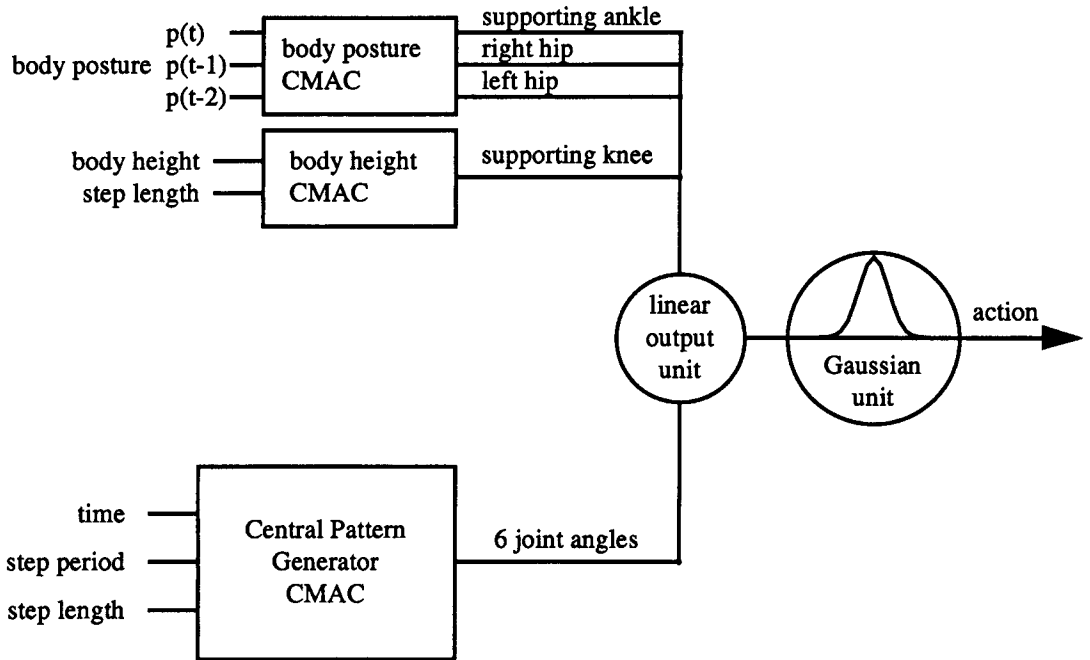 p(t)
body posture p(t-1)
p(t-2)
body posture
CMAC
supporting ankle
right hip
left hip
body height
step length
body height
CMAC
supporting knee
linear
output
unit
Gaussian
unit
action
time
step period
step length
Central Pattern
Generator
CMAC
6 joint angles